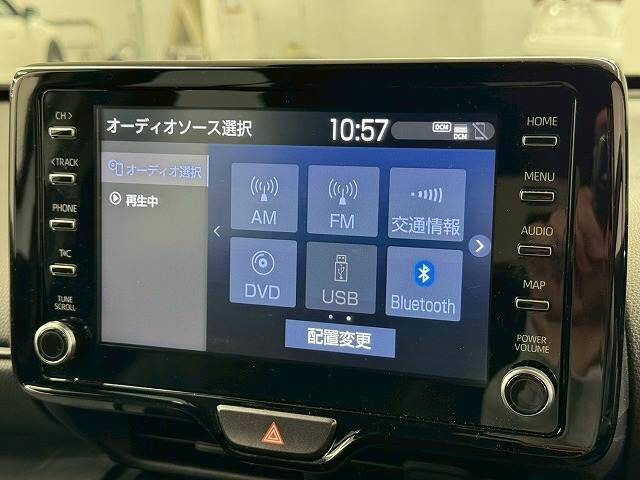 CH >
< TRACK
PHONE
T/C
TUNE
SCROLL
オーディオソース選択
10:57
DCM
DCM
オーディオ選択
再生中
AM
FM
交通情報
DVD
USB
Bluetooth
配置変更
HOME
MENU
AUDIO
MAP
POWER
VOLUME